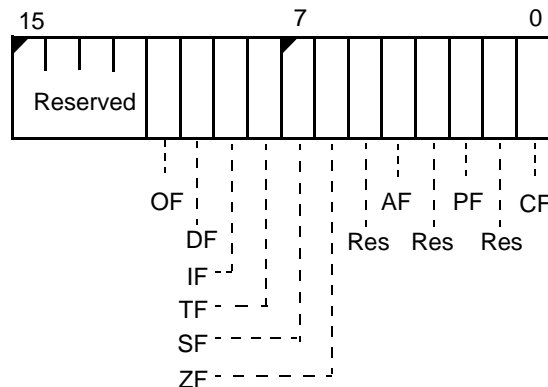 15 7 0
Reserved
OF AF PF CF
DF Res Res Res
IF
TF
SF
ZF